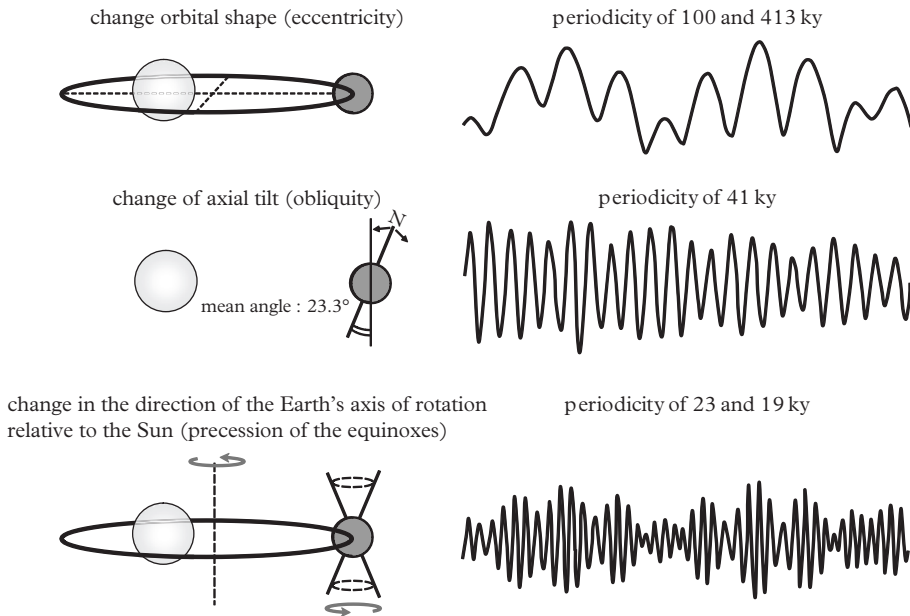 change orbital shape (eccentricity)
periodicity of 100 and 413 ky
change of axial tilt (obliquity)
periodicity of 41 ky
N
mean angle : 23.3°
change in the direction of the Earth's axis of rotation
relative to the Sun (precession of the equinoxes)
periodicity of 23 and 19 ky